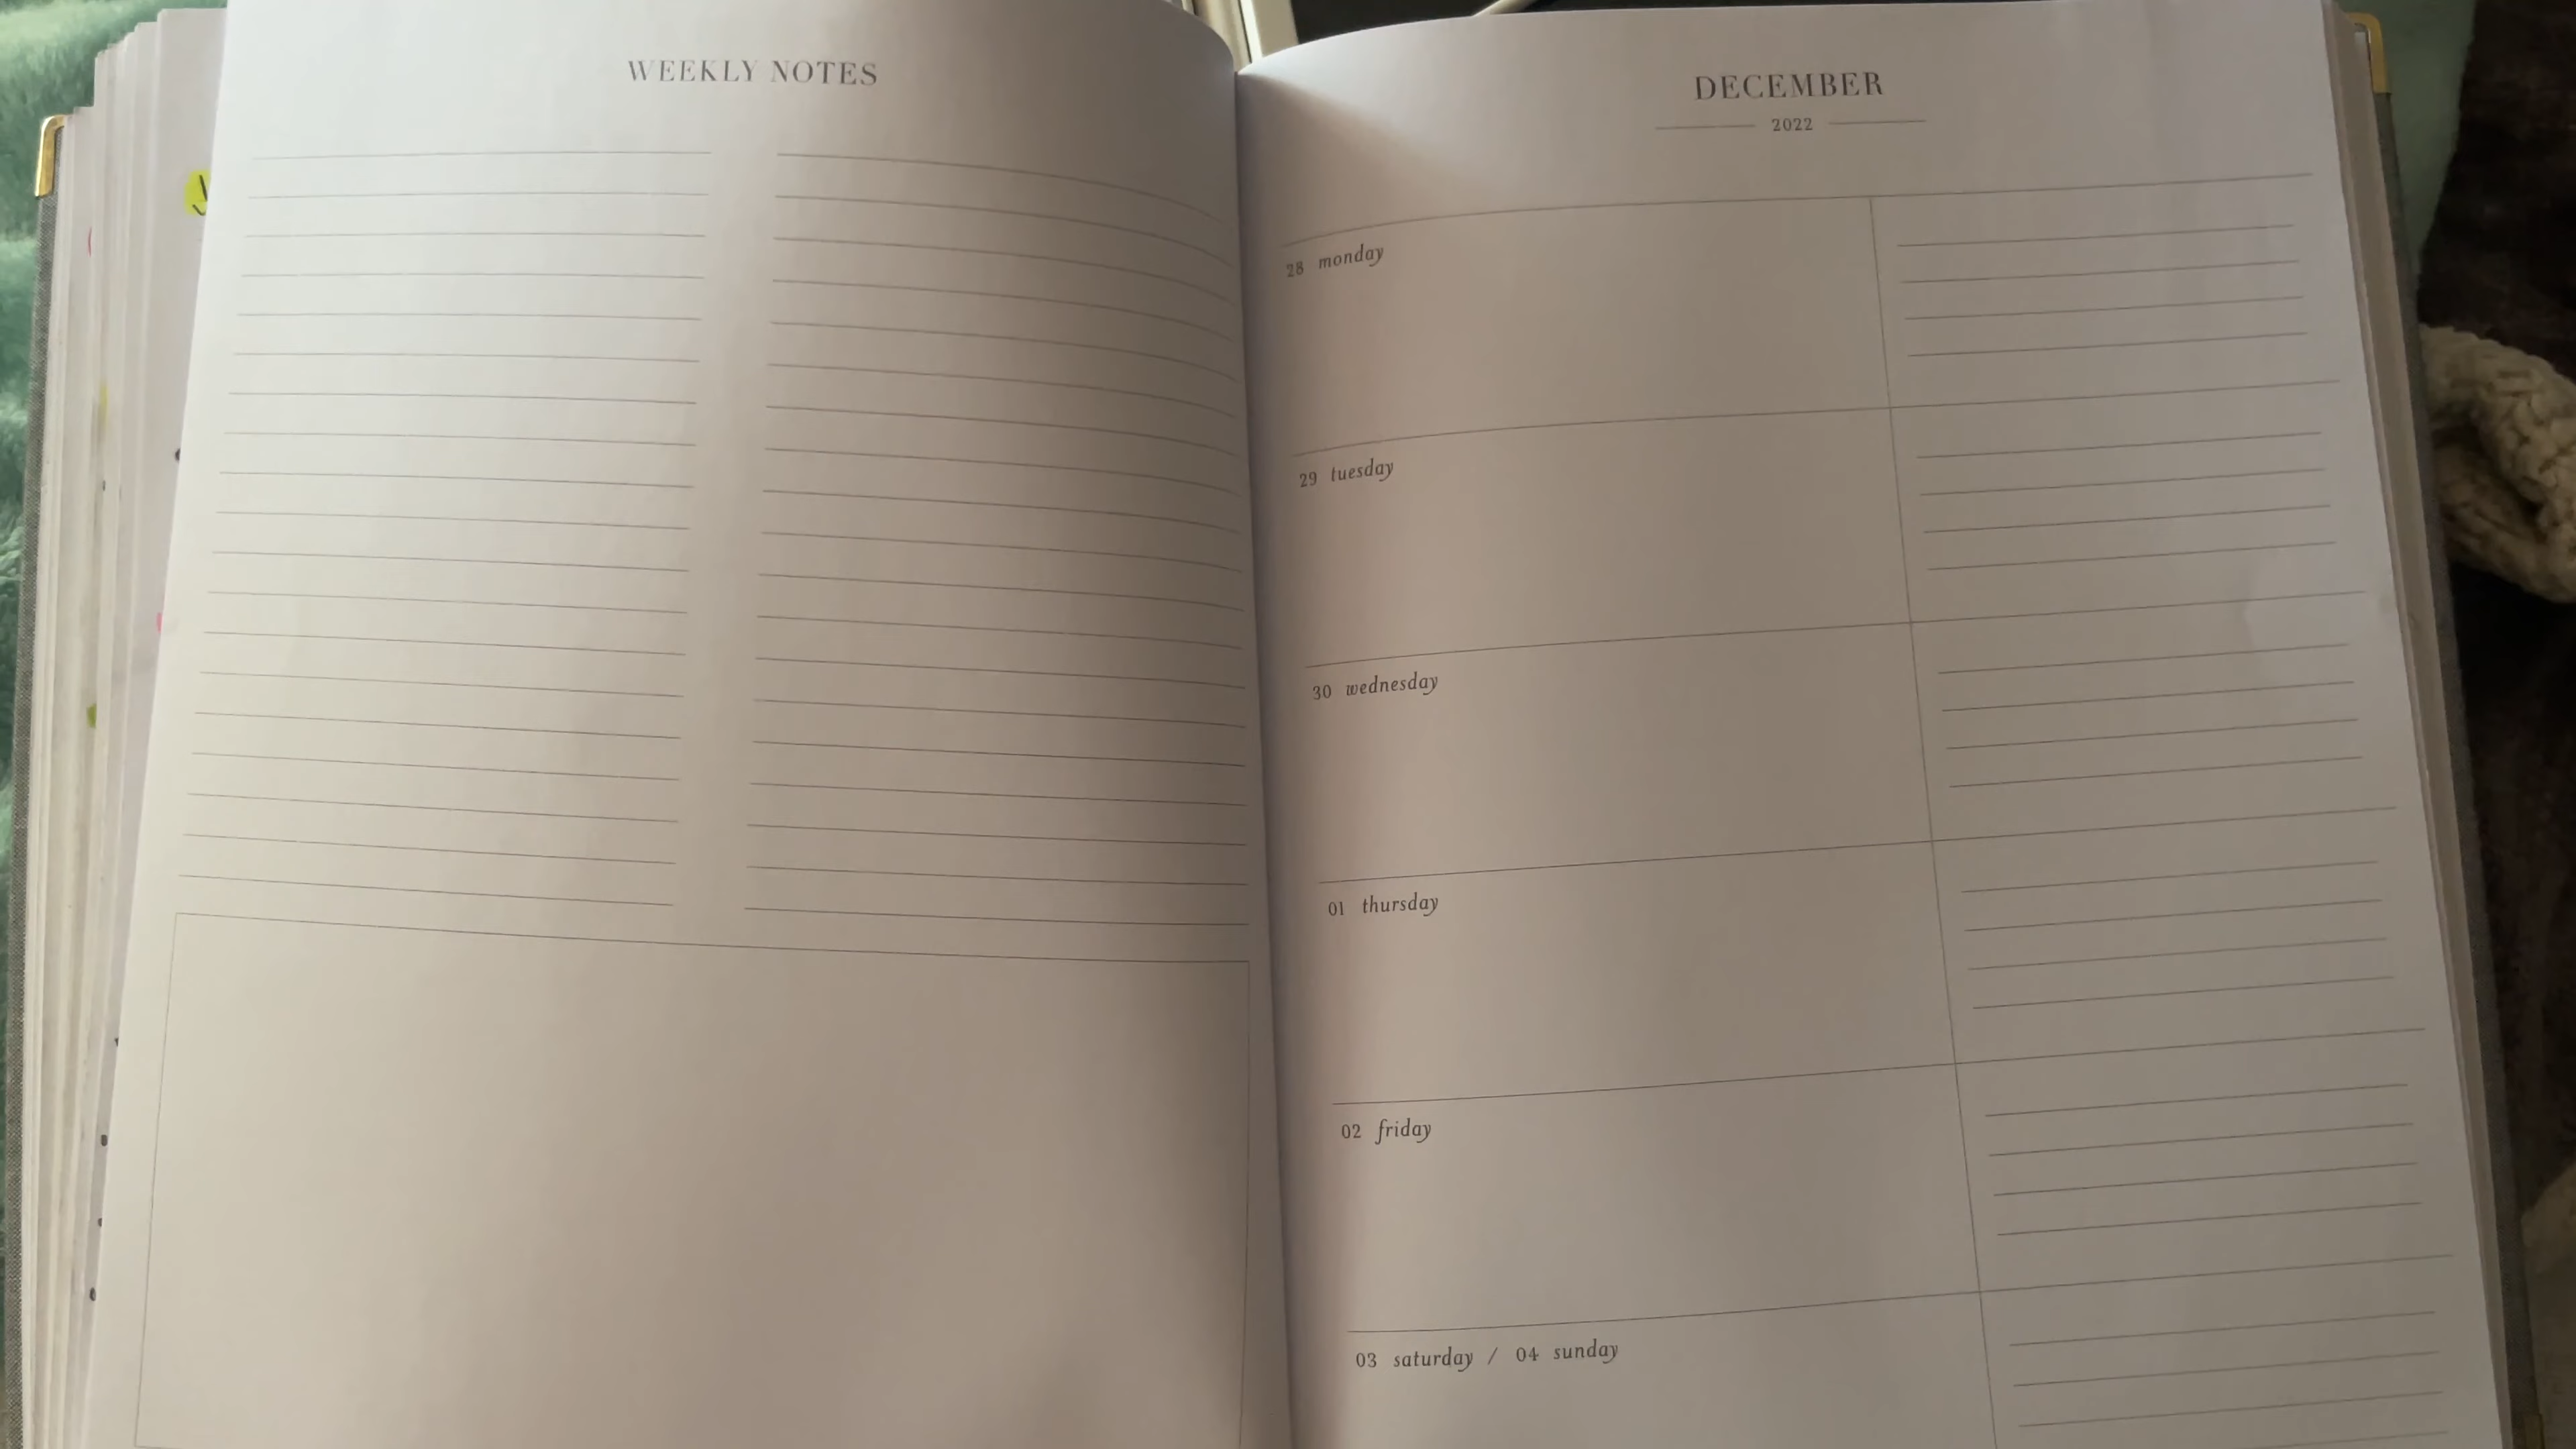 WEEKLY NOTES
DECEMBER
2022
28 monday
29 tuesday
30 wednesday
01 thursday
02 friday
03 saturday / 04 sunday